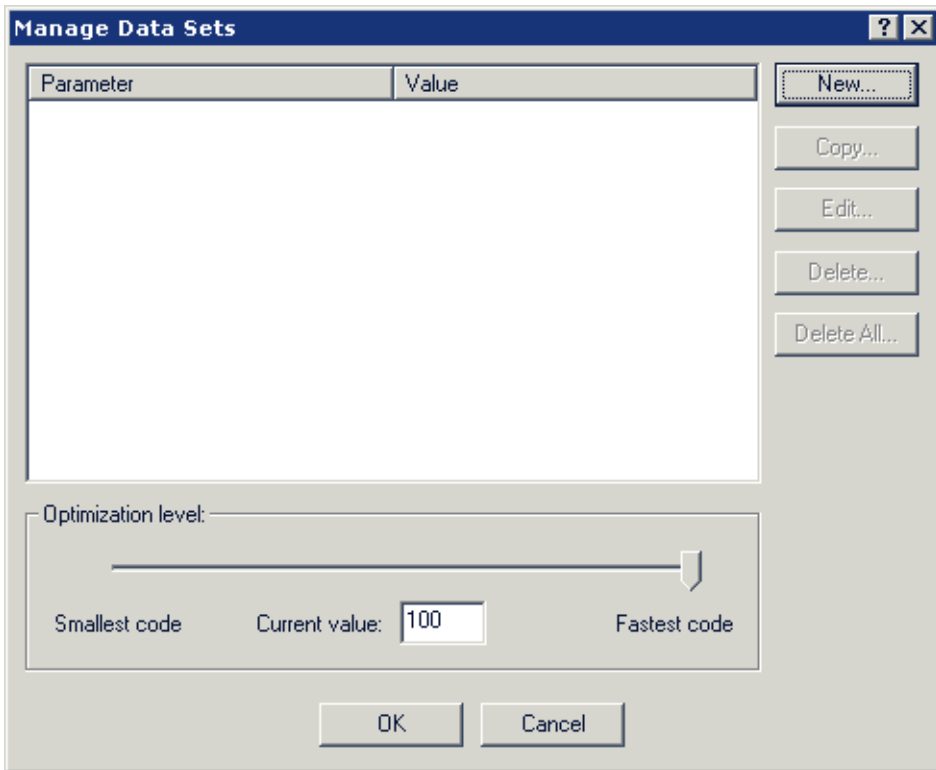 Manage Data Sets
Parameter Value
New...
Copy...
Edit...
Delete...
Delete All...
Optimization level:
Smallest code Current value: 100 Fastest code
OK Cancel